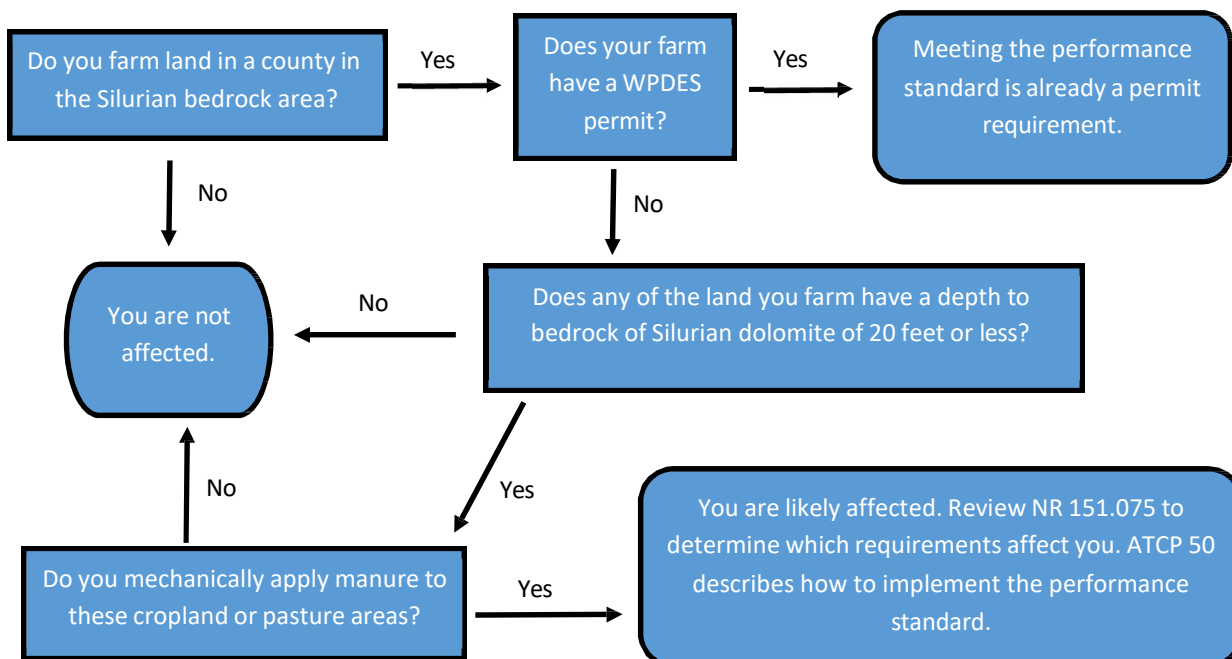 Do you farm land in a county in
the Silurian bedrock area?
Yes
Does your farm
have a WPDES
permit?
Yes
Meeting the performance
standard is already a permit
requirement.
No
No
You are not
affected.
No
Does any of the land you farm have a depth to
bedrock of Silurian dolomite of 20 feet or less?
No
Yes
Do you mechanically apply manure to
these cropland or pasture areas?
Yes
You are likely affected. Review NR 151.075 to
determine which requirements affect you. ATCP 50
describes how to implement the performance
standard.